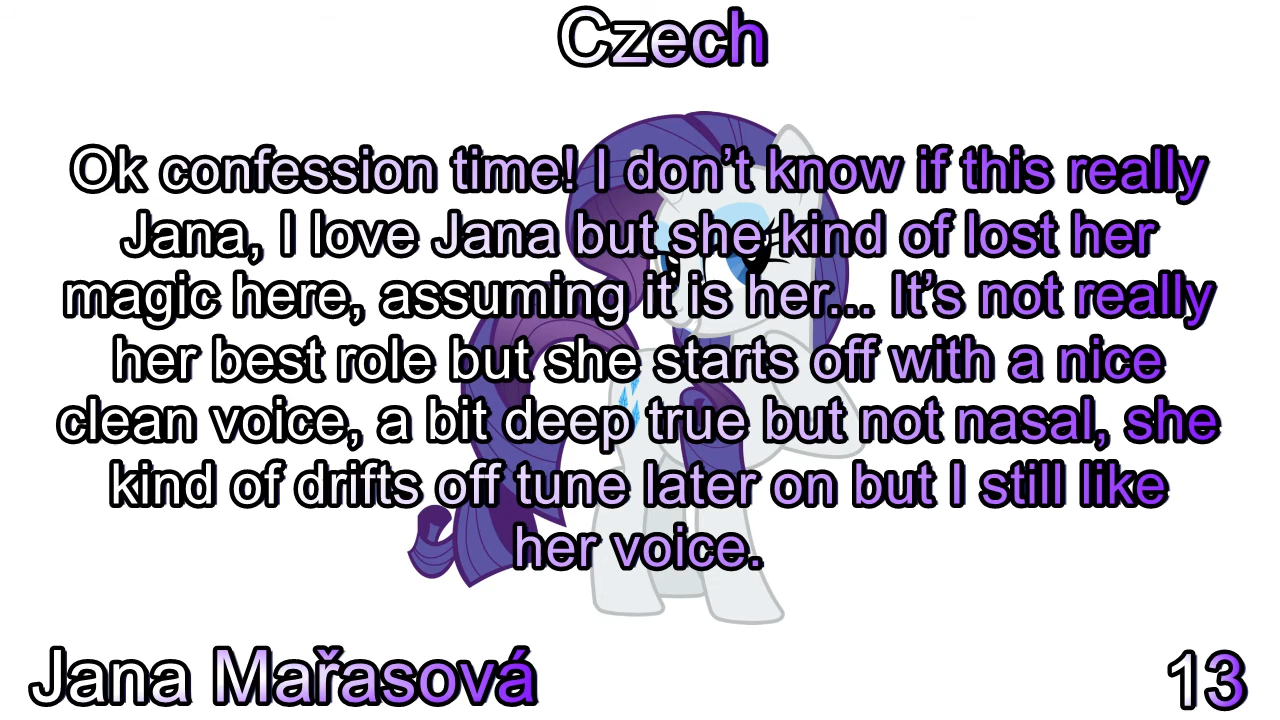 Czech
Ok confession time! I don’t know if this really
Jana, I love Jana but she kind of lost her
magic here, assuming it is her... It’s not really
her best role but she starts off with a nice
clean voice, a bit deep true but not nasal, she
kind of drifts off tune later on but I still like
her voice.
Jana Mařasová
13